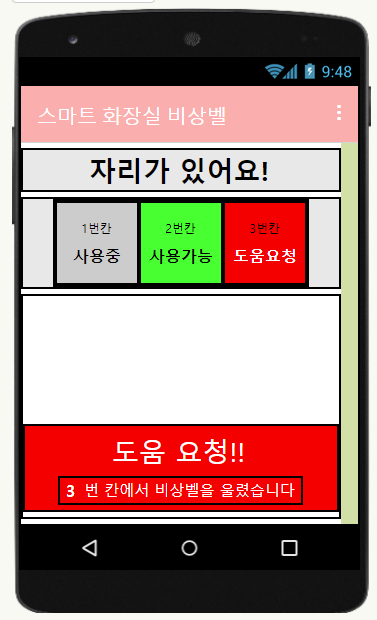 9:48
스마트 화장실 비상벨
자리가 있어요!
1번칸 2번칸 3번칸
사용중 사용가능 도움요청
도움 요청!!
3 번 칸에서 비상벨을 울렸습니다